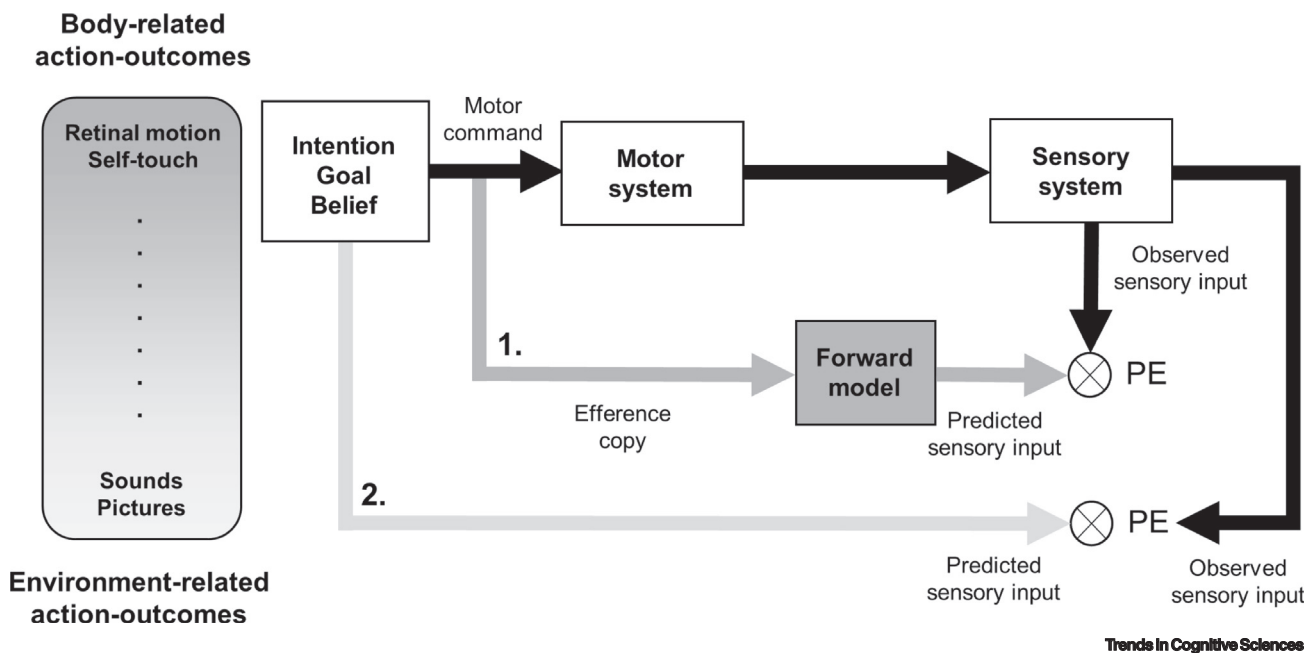 Body-related
action-outcomes
Retinal motion
Self-touch
Sounds
Pictures
Environment-related
action-outcomes
Intention
Goal
Belief
Motor
command
Motor
system
Sensory
system
Observed
sensory input
1.
Efference
copy
Forward
model
Predicted
sensory input
PE
2.
Predicted
sensory input
PE
Observed
sensory input
Trends in Cognitive Sciences